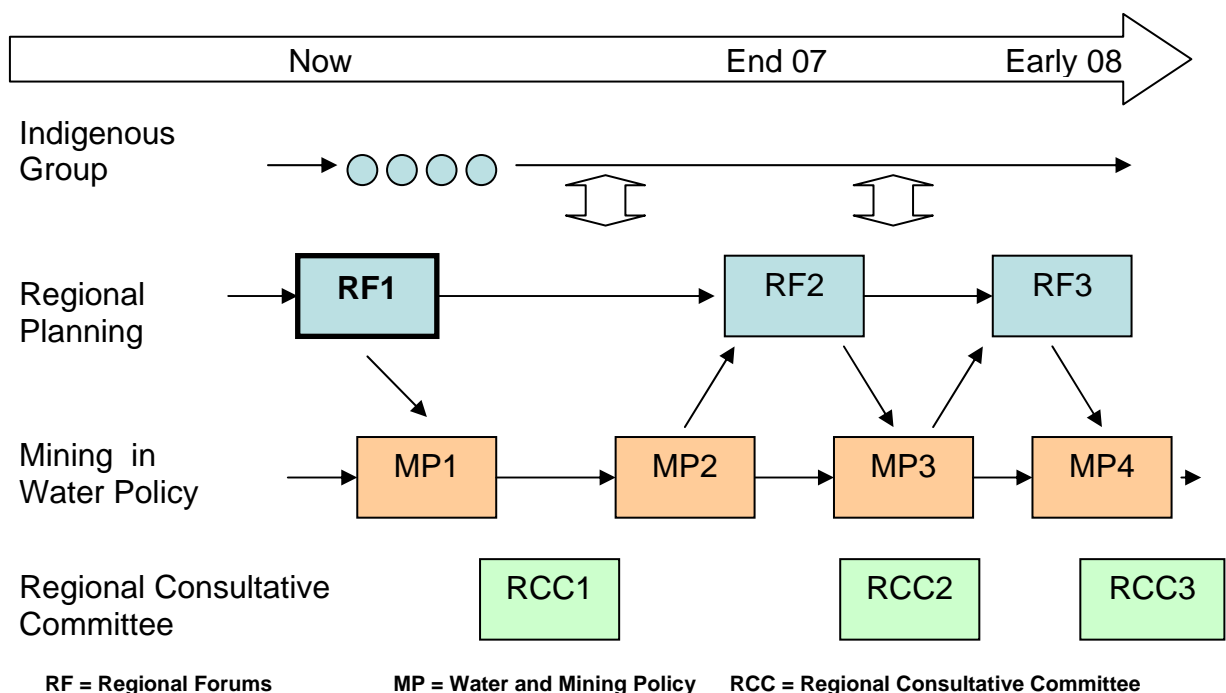 Now End 07 Early 08
Indigenous
Group
RF1 RF2 RF3
Regional
Planning
MP1 MP2 MP3 MP4
Mining in
Water Policy
RCC1 RCC2 RCC3
Regional Consultative
Committee
RF = Regional Forums MP = Water and Mining Policy RCC = Regional Consultative Committee